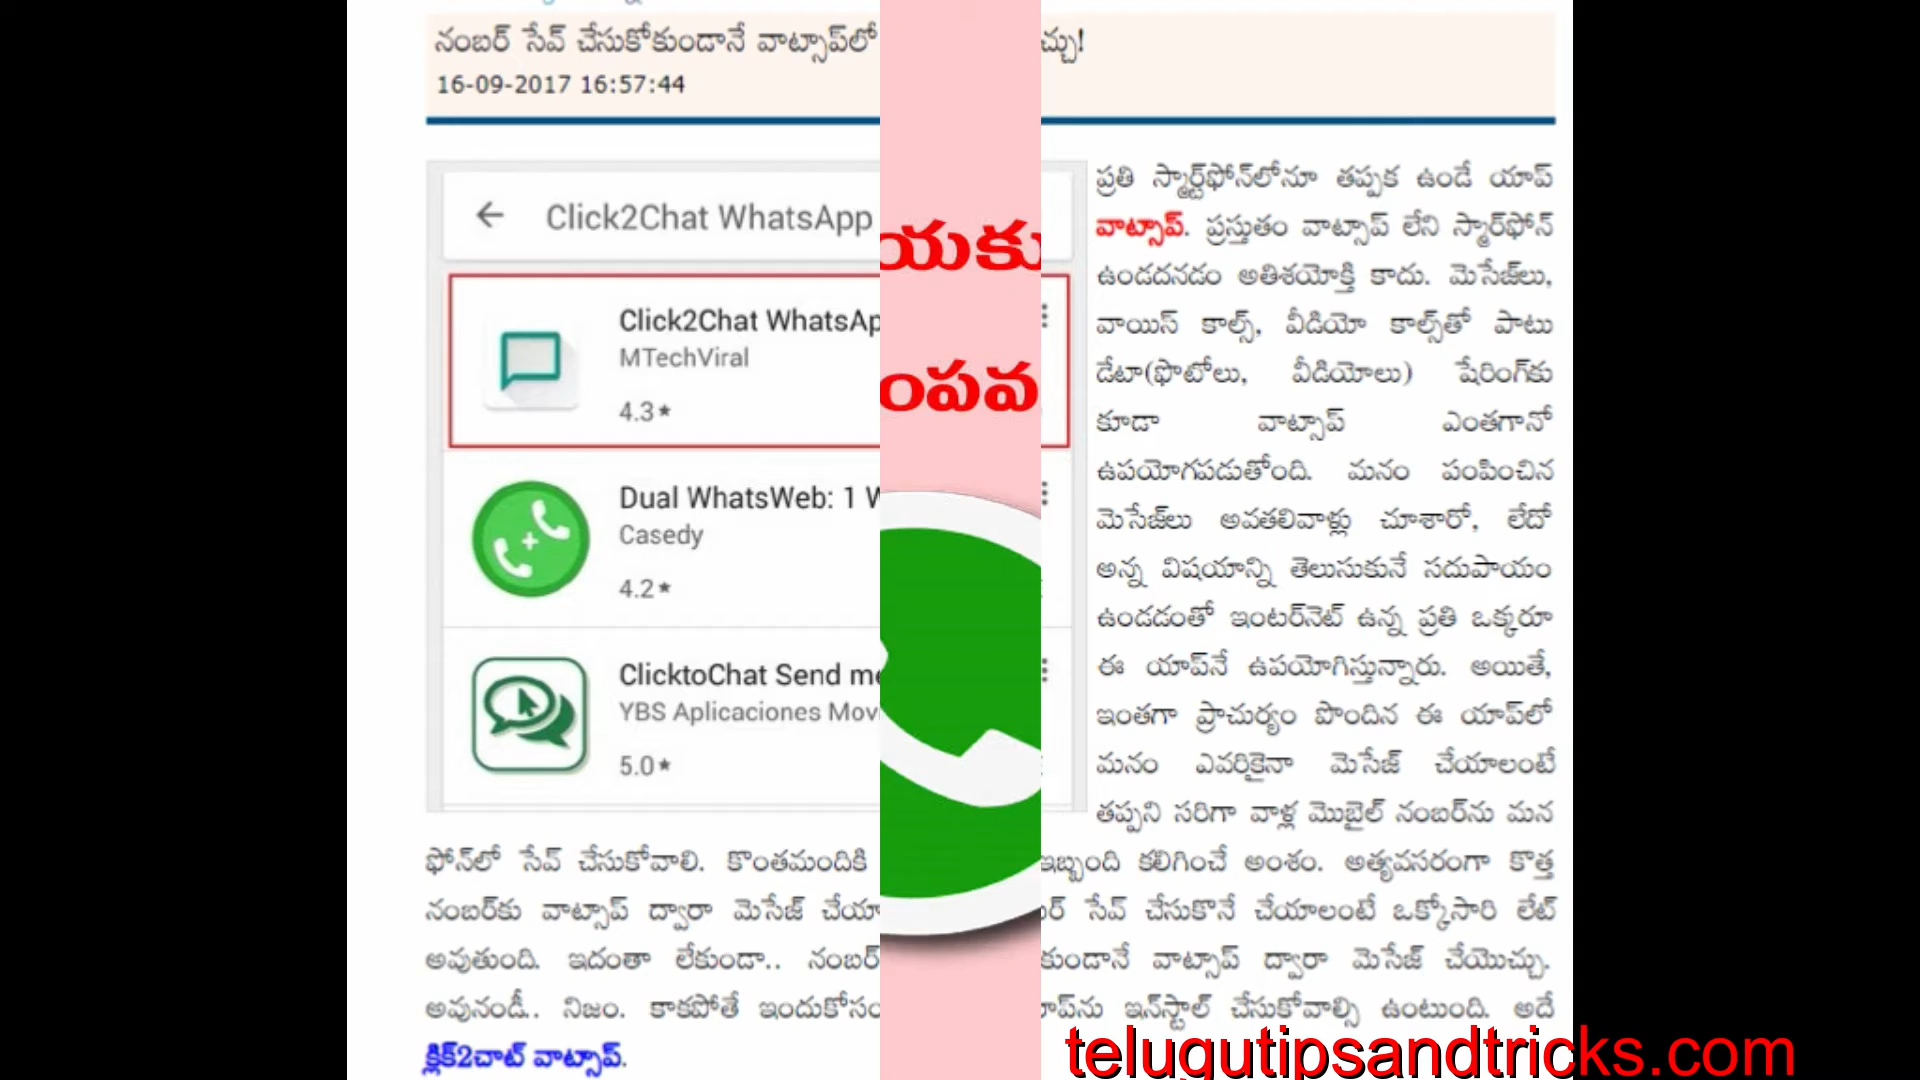 నంబర్ సేవ్ చేసుకోకుండానే వాట్సాప్‌లో
చ్చు!
16-09-2017 16:57:44
Click2Chat WhatsApp
Click2Chat WhatsAp
MTechViral
4.3★
Dual WhatsWeb: 1 W
Casedy
4.2★
ClicktoChat Send me
YBS Aplicaciones Mov
5.0★
యకు
ంపవ
ప్రతి స్మార్ట్‌ఫోన్‌లోనూ తప్పక ఉండే యాప్
వాట్సాప్. ప్రస్తుతం వాట్సాప్ లేని స్మార్‌ఫోన్
ఉండదనడం అతిశయోక్తి కాదు. మెసేజ్‌లు,
వాయిస్ కాల్స్, వీడియో కాల్స్‌తో పాటు
డేటా(ఫొటోలు, వీడియోలు) షేరింగ్‌కు
కూడా వాట్సాప్ ఎంతగానో
ఉపయోగపడుతోంది. మనం పంపించిన
మెసేజ్‌లు అవతలివాళ్లు చూశారో, లేదో
అన్న విషయాన్ని తెలుసుకునే సదుపాయం
ఉండడంతో ఇంటర్‌నెట్ ఉన్న ప్రతి ఒక్కరూ
ఈ యాప్‌నే ఉపయోగిస్తున్నారు. అయితే,
ఇంతగా ప్రాచుర్యం పొందిన ఈ యాప్‌లో
మనం ఎవరికైనా మెసేజ్ చేయాలంటే
తప్పని సరిగా వాళ్ల మొబైల్ నంబర్‌ను మన
ఫోన్‌లో సేవ్ చేసుకోవాలి. కొంతమందికి ఇబ్బంది కలిగించే అంశం. అత్యవసరంగా కొత్త
నంబర్‌కు వాట్సాప్ ద్వారా మెసేజ్ చేయా బర్ సేవ్ చేసుకొనే చేయాలంటే ఒక్కోసారి లేట్
అవుతుంది. ఇదంతా లేకుండా.. నంబర్ కుండానే వాట్సాప్ ద్వారా మెసేజ్ చేయొచ్చు.
అవునండీ.. నిజం. కాకపోతే ఇందుకోసం యాప్‌ను ఇన్‌స్టాల్ చేసుకోవాల్సి ఉంటుంది. అదే
క్లిక్2చాట్ వాట్సాప్.
telugutipsandtricks.com